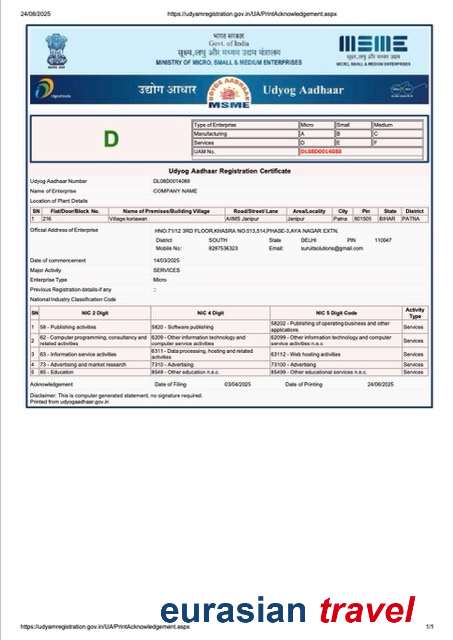 24/06/2025 https://udyamregistration.gov.in/UA/PrintAcknowledgement.aspx
भारत सरकार
Govt. of India
सूक्ष्म, लघु और मध्यम उद्यम मंत्रालय
MINISTRY OF MICRO, SMALL & MEDIUM ENTERPRISES
MICRO, SMALL & MEDIUM ENTERPRISES
उद्योग आधार
UDYOG AADHAAR
MSME
Udyog Aadhaar
D
Type of Enterprise Micro Small Medium
Manufacturing A B C
Services D E F
UAM No. DL08D0014088
Udyog Aadhaar Registration Certificate
Udyog Aadhaar Number DL08D0014088
Name of Enterprise COMPANY NAME
Location of Plant Details
SN Flat/Door/Block No. Name of Premises/Building Village Road/Street/Lane Area/Locality City Pin State District
1 216 Village koriawan AIIMS Janipur Janipur Patna 801505 BIHAR PATNA
Official Address of Enterprise HNO.71/12 3RD FLOOR,KHASRA NO.513,514,PHASE-3,AYA NAGAR EXTN.
District SOUTH State DELHI PIN 110047
Mobile No: 8287536323 Email:
Date of commencement 14/03/2025
Major Activity SERVICES
Enterprise Type Micro
Previous Registration details-if any ::
National Industry Classification Code
SN NIC 2 Digit NIC 4 Digit NIC 5 Digit Code Activity Type
1 58 - Publishing activities 5820 - Software publishing 58202 - Publishing of operating business and other applications Services
2 62 - Computer programming, consultancy and related activities 6209 - Other information technology and computer service activities 62099 - Other information technology and computer service activities n.e.c Services
3 63 - Information service activities 6311 - Data processing, hosting and related activities 63112 - Web hosting activities Services
4 73 - Advertising and market research 7310 - Advertising 73100 - Advertising Services
5 85 - Education 8549 - Other education n.e.c. 85499 - Other educational services n.e.c. Services
Acknowledgement Date of Filing 03/04/2025 Date of Printing 24/06/2025
Disclaimer: This is computer generated statement, no signature required.
Printed from udyogaadhaar.gov.in
eurasian travel
https://udyamregistration.gov.in/UA/PrintAcknowledgement.aspx 1/1